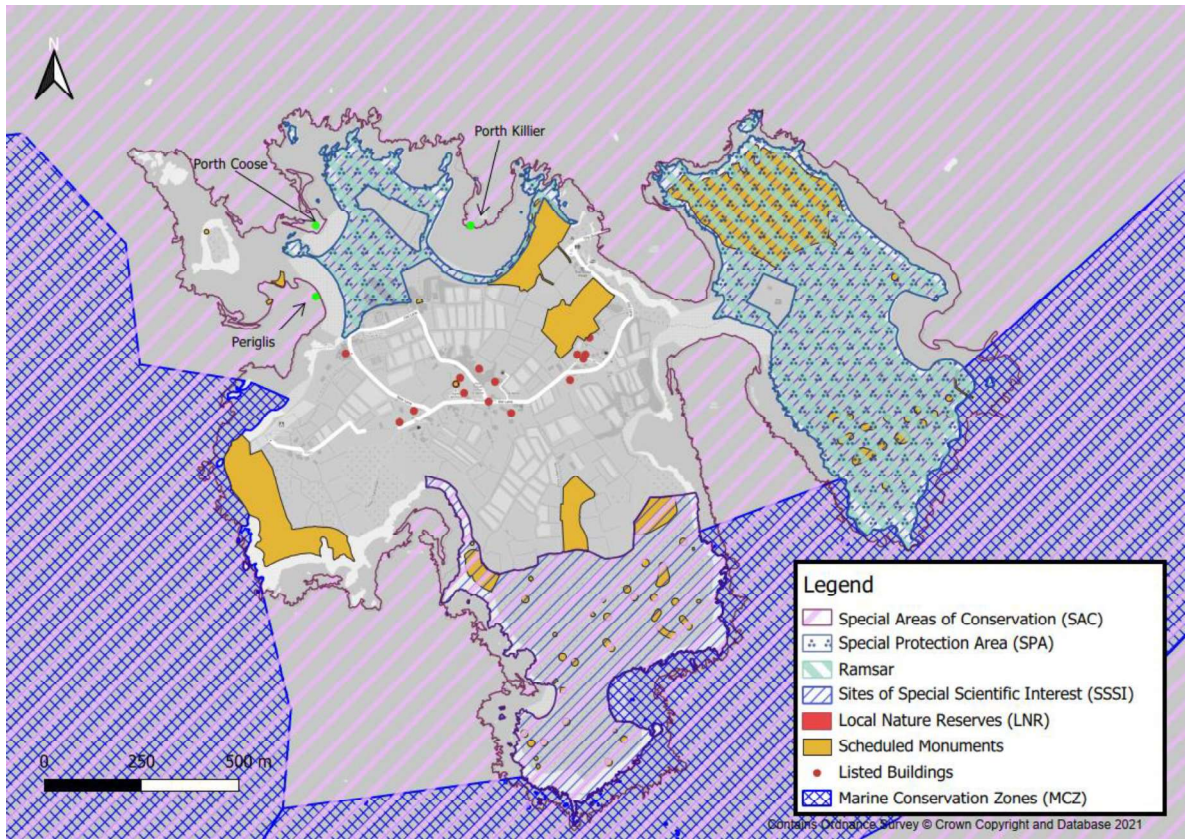 N
Porth Killier
Porth Coose
Periglis
0 250 500 m
Legend
Special Areas of Conservation (SAC)
Special Protection Area (SPA)
Ramsar
Sites of Special Scientific Interest (SSSI)
Local Nature Reserves (LNR)
Scheduled Monuments
Listed Buildings
Marine Conservation Zones (MCZ)
Contains Ordnance Survey © Crown Copyright and Database 2021